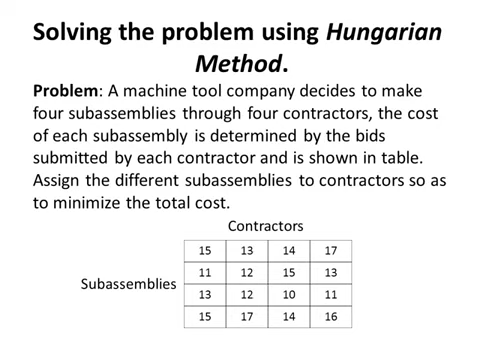 Solving the problem using Hungarian
Method.
Problem: A machine tool company decides to make
four subassemblies through four contractors, the cost
of each subassembly is determined by the bids
submitted by each contractor and is shown in table.
Assign the different subassemblies to contractors so as
to minimize the total cost.
Contractors
15 13 14 17
11 12 15 13
Subassemblies
13 12 10 11
15 17 14 16